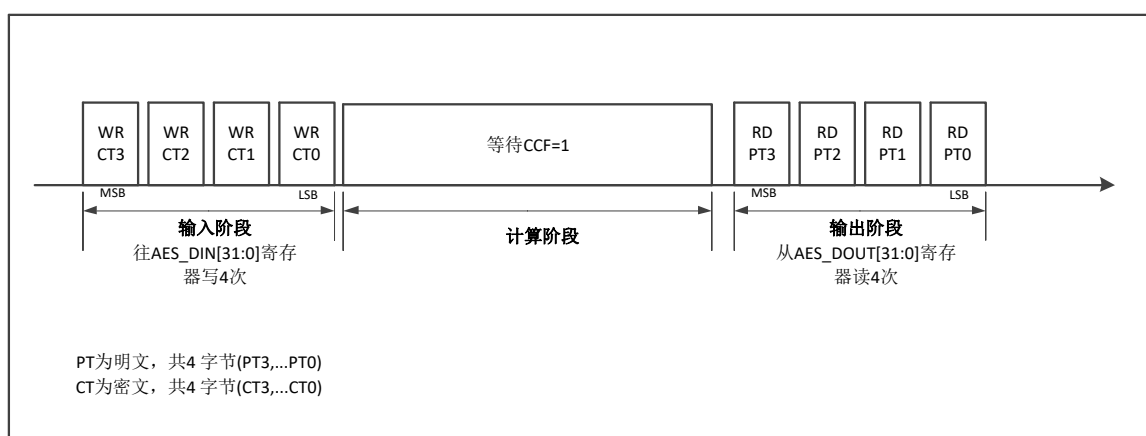 WR
CT3
WR
CT2
WR
CT1
WR
CT0
等待CCF=1
RD
PT3
RD
PT2
RD
PT1
RD
PT0
MSB
LSB
MSB
LSB
输入阶段
往AES_DIN[31:0]寄存
器写4次
计算阶段
输出阶段
从AES_DOUT[31:0]寄存
器读4次
PT为明文，共4 字节(PT3,...PT0)
CT为密文，共4 字节(CT3,...CT0)